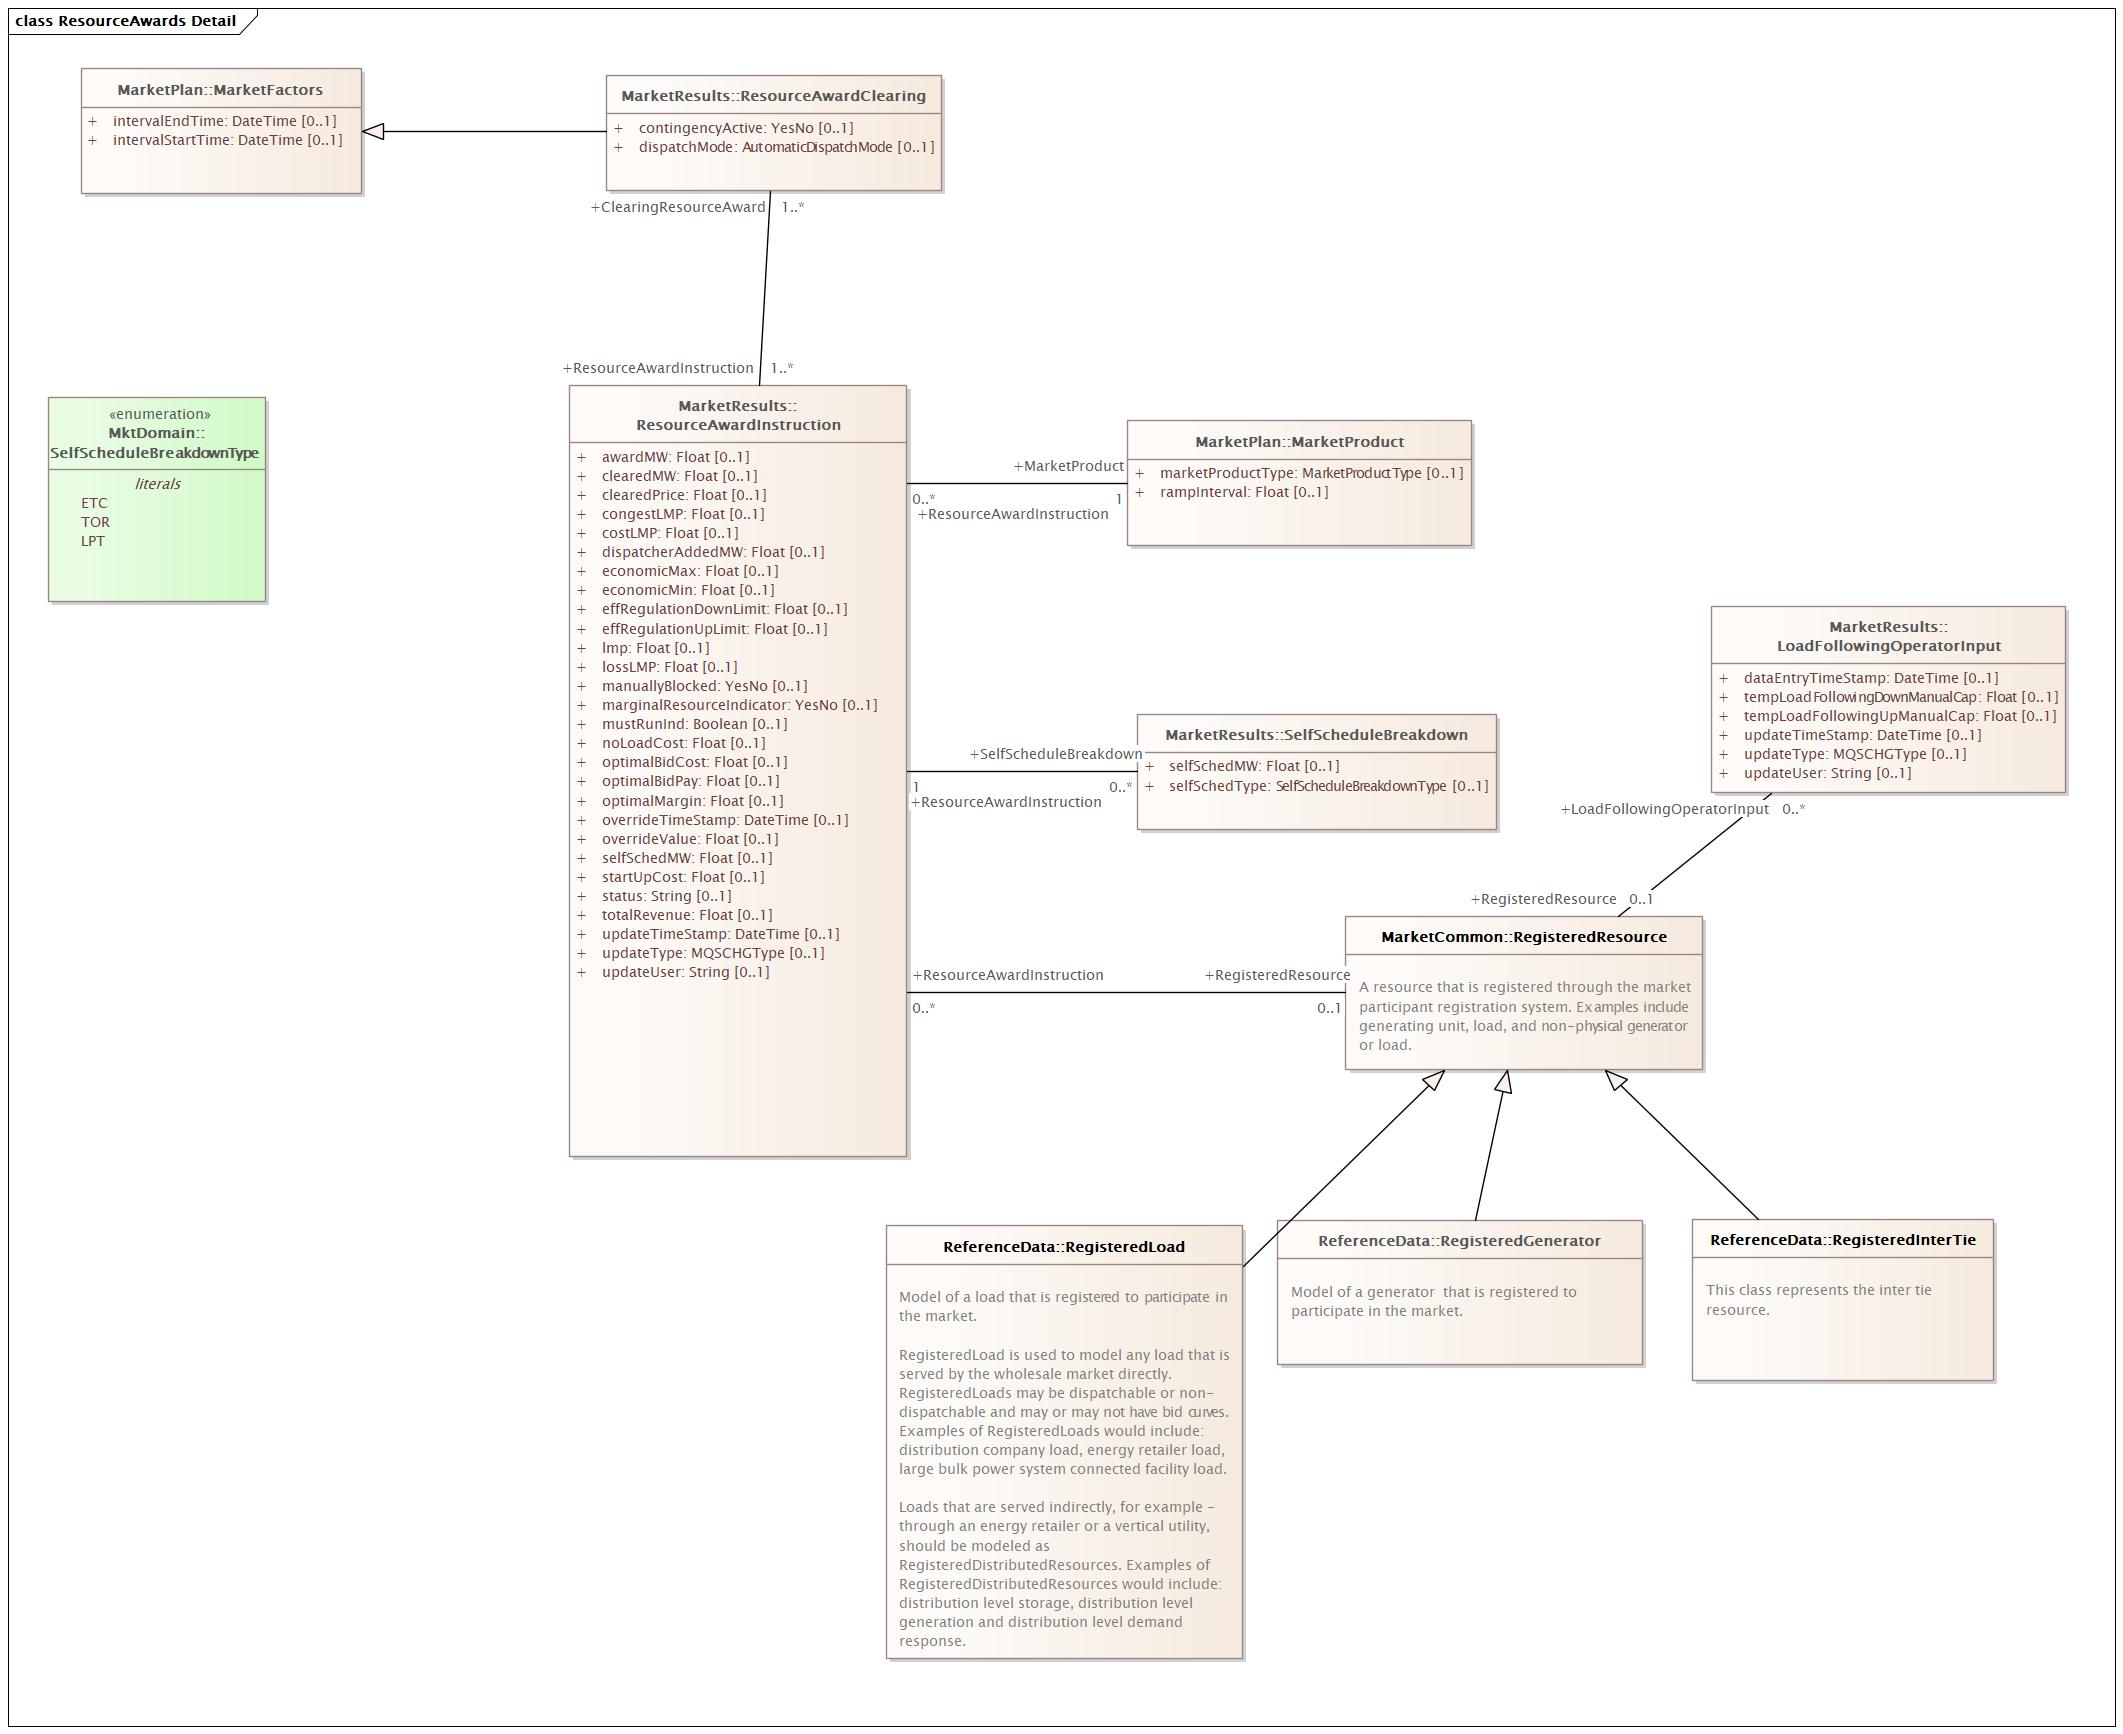 class ResourceAwards Detail
MarketPlan::MarketFactors
+ intervalEndTime: DateTime [0..1]
+ intervalStartTime: DateTime [0..1]
MarketResults::ResourceAwardClearing
+ contingencyActive: YesNo [0..1]
+ dispatchMode: AutomaticDispatchMode [0..1]
+ClearingResourceAward 1..*
+ResourceAwardInstruction 1..*
«enumeration»
MktDomain::
SelfScheduleBreakdownType
literals
ETC
TOR
LPT
MarketResults::
ResourceAwardInstruction
+ awardMW: Float [0..1]
+ clearedMW: Float [0..1]
+ clearedPrice: Float [0..1]
+ congestLMP: Float [0..1]
+ costLMP: Float [0..1]
+ dispatcherAddedMW: Float [0..1]
+ economicMax: Float [0..1]
+ economicMin: Float [0..1]
+ effRegulationDownLimit: Float [0..1]
+ effRegulationUpLimit: Float [0..1]
+ lmp: Float [0..1]
+ lossLMP: Float [0..1]
+ manuallyBlocked: YesNo [0..1]
+ marginalResourceIndicator: YesNo [0..1]
+ mustRunInd: Boolean [0..1]
+ noLoadCost: Float [0..1]
+ optimalBidCost: Float [0..1]
+ optimalBidPay: Float [0..1]
+ optimalMargin: Float [0..1]
+ overrideTimeStamp: DateTime [0..1]
+ overrideValue: Float [0..1]
+ selfSchedMW: Float [0..1]
+ startUpCost: Float [0..1]
+ status: String [0..1]
+ totalRevenue: Float [0..1]
+ updateTimeStamp: DateTime [0..1]
+ updateType: MQSCHGType [0..1]
+ updateUser: String [0..1]
+MarketProduct
0..* 1
+ResourceAwardInstruction
MarketPlan::MarketProduct
+ marketProductType: MarketProductType [0..1]
+ rampInterval: Float [0..1]
+SelfScheduleBreakdown
1 0..*
+ResourceAwardInstruction
MarketResults::SelfScheduleBreakdown
+ selfSchedMW: Float [0..1]
+ selfSchedType: SelfScheduleBreakdownType [0..1]
MarketResults::
LoadFollowingOperatorInput
+ dataEntryTimeStamp: DateTime [0..1]
+ tempLoadFollowingDownManualCap: Float [0..1]
+ tempLoadFollowingUpManualCap: Float [0..1]
+ updateTimeStamp: DateTime [0..1]
+ updateType: MQSCHGType [0..1]
+ updateUser: String [0..1]
+LoadFollowingOperatorInput 0..*
+RegisteredResource 0..1
+ResourceAwardInstruction +RegisteredResource
0..* 0..1
MarketCommon::RegisteredResource
A resource that is registered through the market
participant registration system. Examples include
generating unit, load, and non-physical generator
or load.
ReferenceData::RegisteredLoad
Model of a load that is registered to participate in
the market.
RegisteredLoad is used to model any load that is
served by the wholesale market directly.
RegisteredLoads may be dispatchable or non-
dispatchable and may or may not have bid curves.
Examples of RegisteredLoads would include:
distribution company load, energy retailer load,
large bulk power system connected facility load.
Loads that are served indirectly, for example -
through an energy retailer or a vertical utility,
should be modeled as
RegisteredDistributedResources. Examples of
RegisteredDistributedResources would include:
distribution level storage, distribution level
generation and distribution level demand
response.
ReferenceData::RegisteredGenerator
Model of a generator that is registered to
participate in the market.
ReferenceData::RegisteredInterTie
This class represents the inter tie
resource.